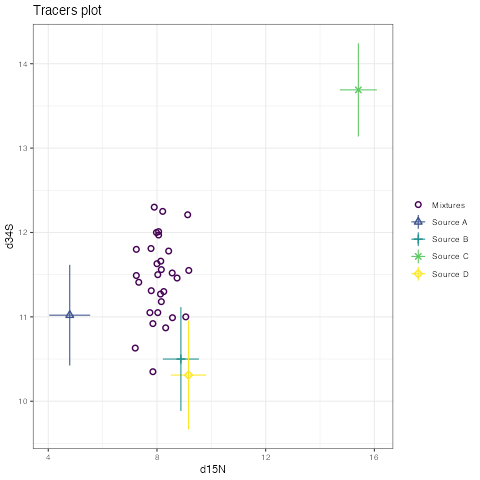 Tracers plot
14
13
12
11
10
d34S
4
8
12
16
d15N
Mixtures
Source A
Source B
Source C
Source D